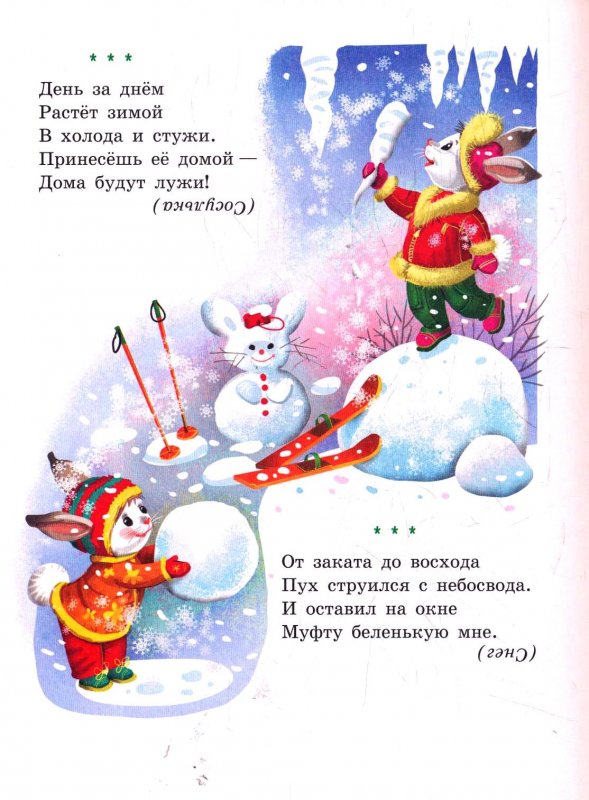 * * *
День за днём
Растёт зимой
В холода и стужи.
Принесёшь её домой —
Дома будут лужи!
(Сосулька)
* * *
От заката до восхода
Пух струился с небосвода.
И оставил на окне
Муфту беленькую мне.
(Снег)